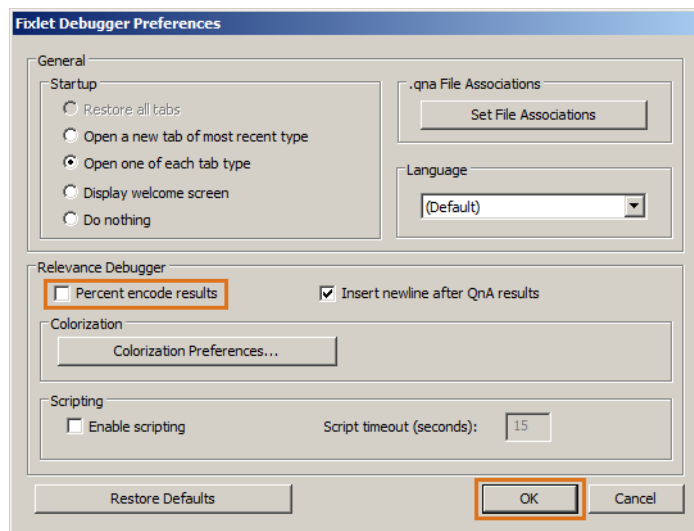 Fixlet Debugger Preferences
General
Startup
Restore all tabs
Open a new tab of most recent type
Open one of each tab type
Display welcome screen
Do nothing
.qna File Associations
Set File Associations
Language
(Default)
Relevance Debugger
Percent encode results
Insert newline after QnA results
Colorization
Colorization Preferences...
Scripting
Enable scripting
Script timeout (seconds):
15
Restore Defaults
OK
Cancel